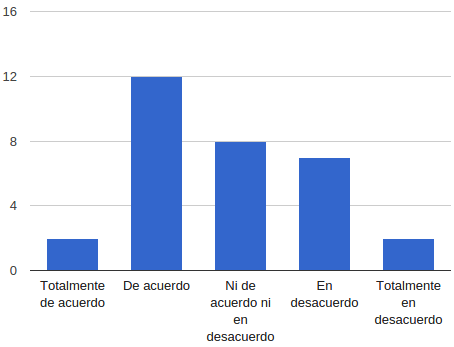 16
12
8
4
0
Totalmente
de acuerdo
De acuerdo
Ni de
acuerdo ni
en
desacuerdo
En
desacuerdo
Totalmente
en
desacuerdo